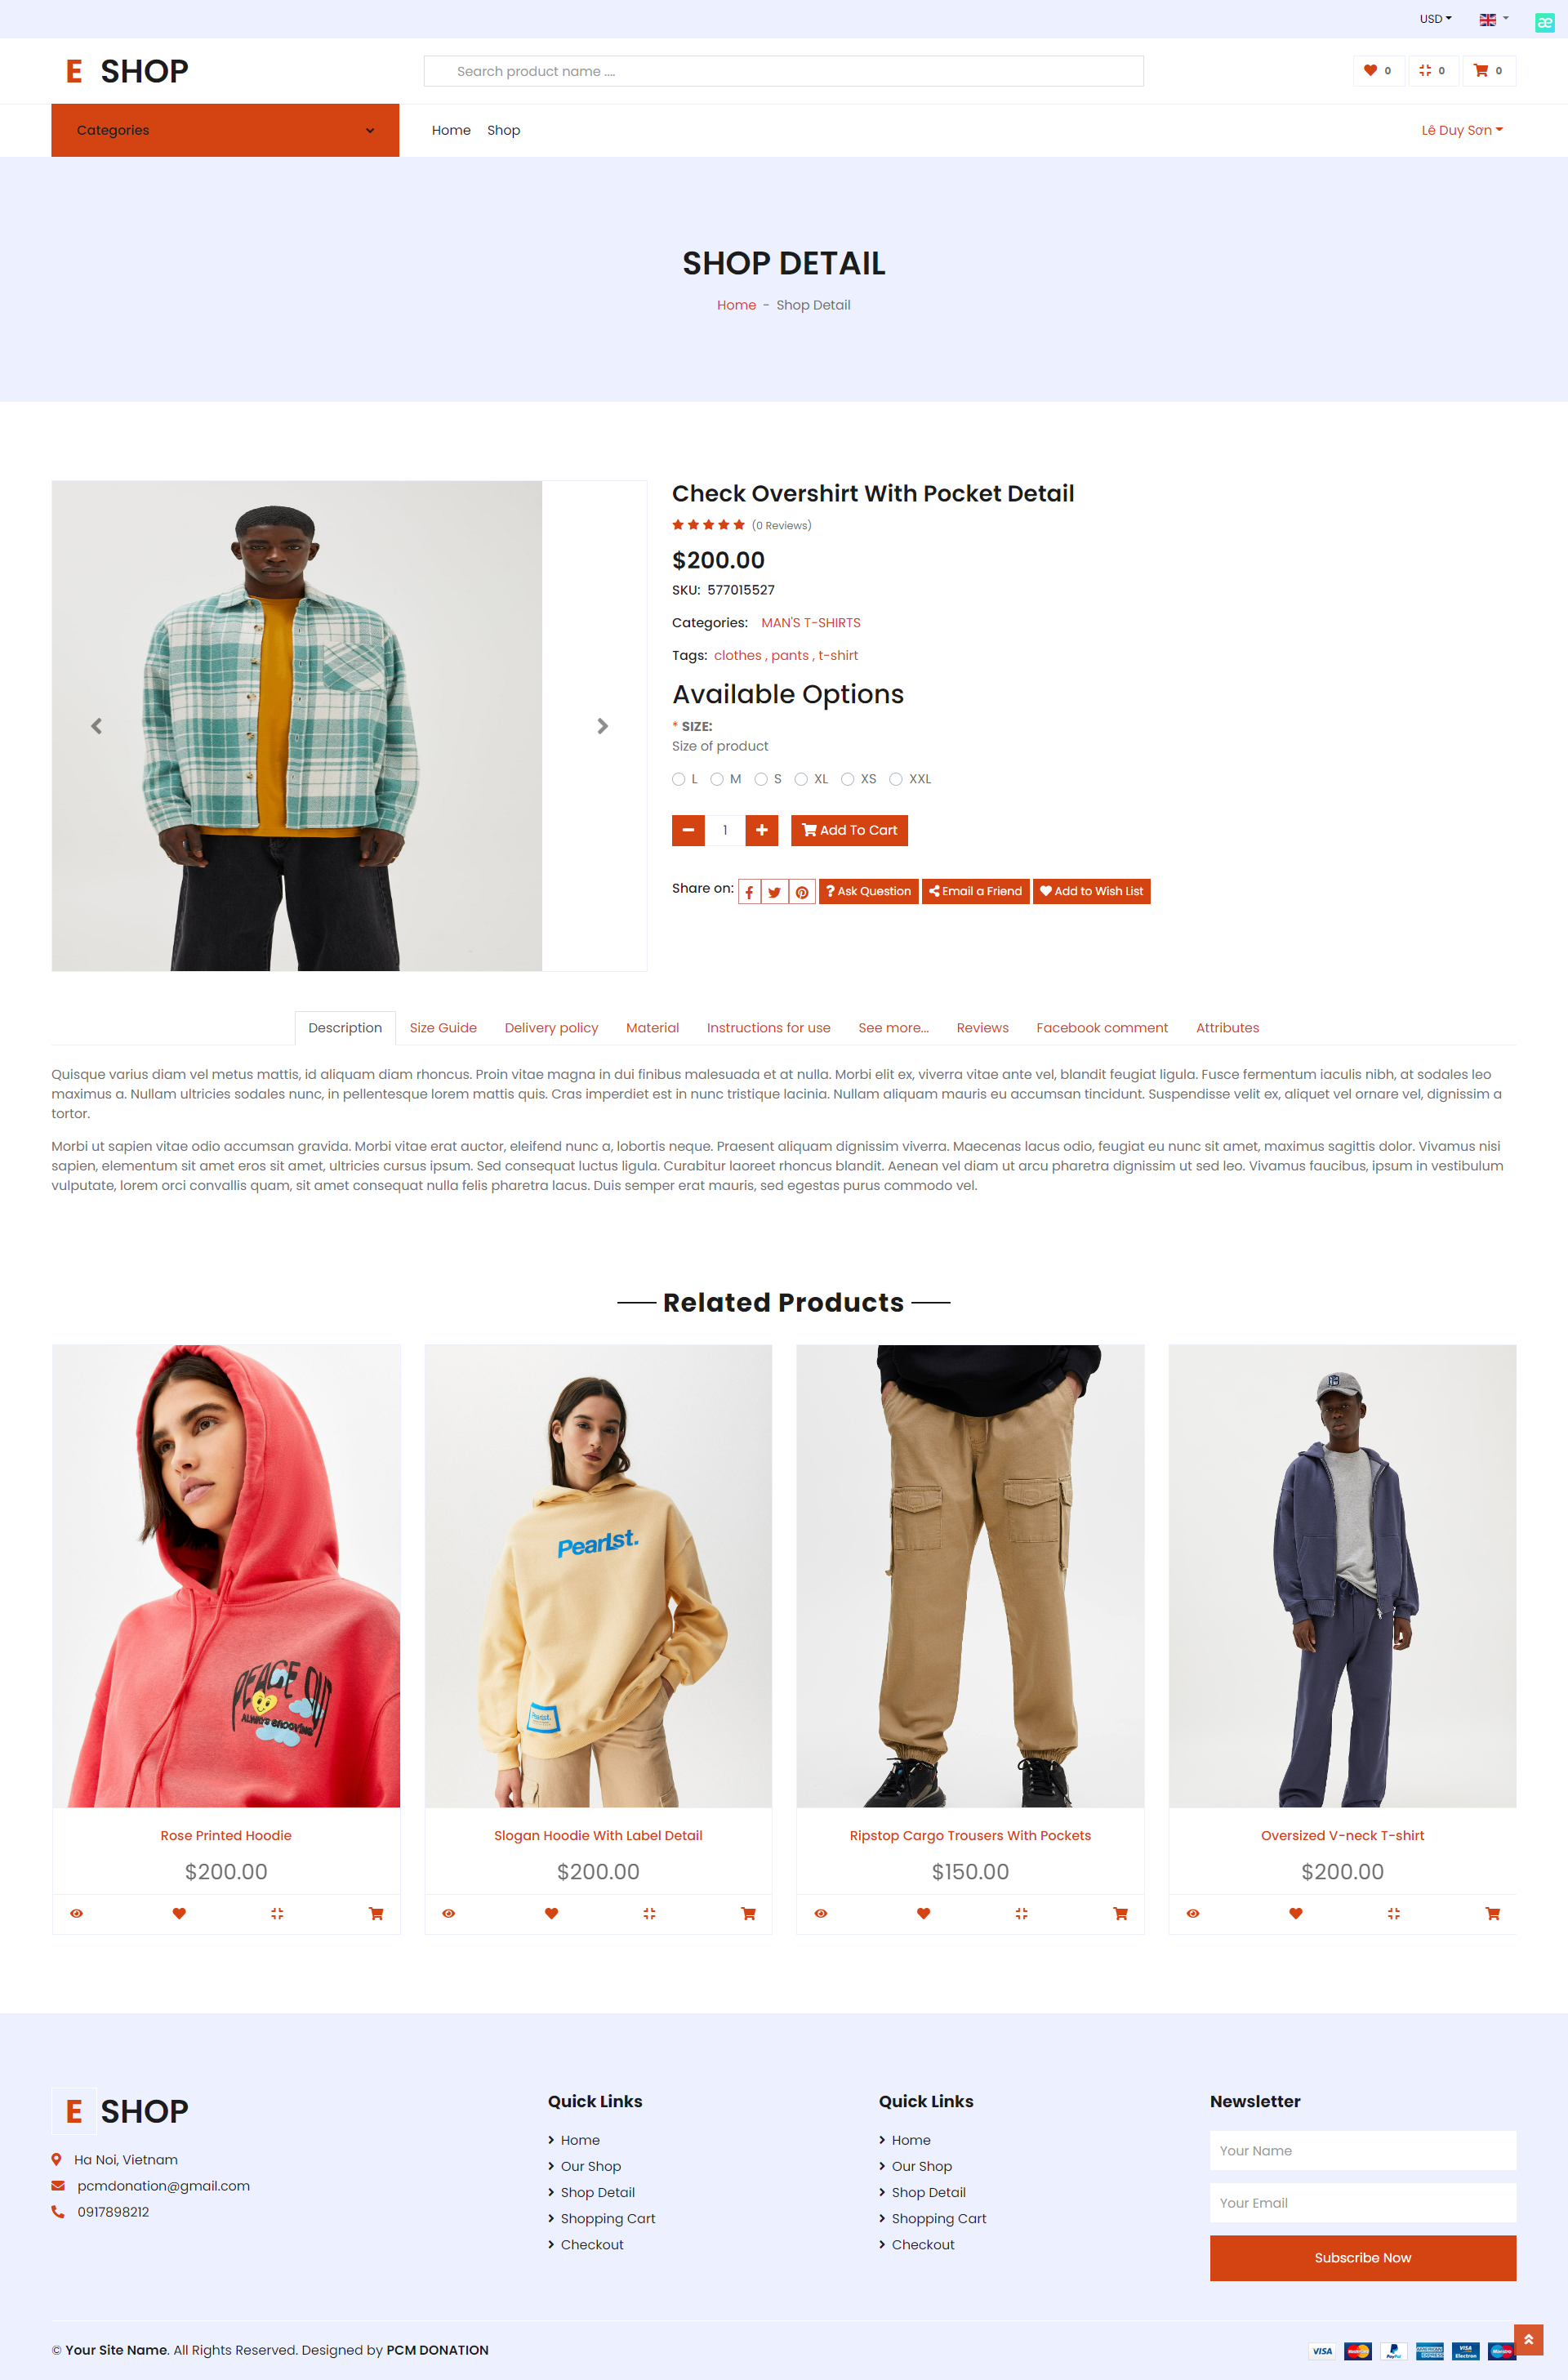 USD
æ
E SHOP
Search product name ....
0 0 0
Categories
Home Shop
Lê Duy Sơn
SHOP DETAIL
Home - Shop Detail
Check Overshirt With Pocket Detail
(0 Reviews)
$200.00
SKU: 577015527
Categories: MAN'S T-SHIRTS
Tags: clothes , pants , t-shirt
Available Options
* SIZE:
Size of product
L M S XL XS XXL
1
Add To Cart
Share on: Ask Question Email a Friend Add to Wish List
Description Size Guide Delivery policy Material Instructions for use See more... Reviews Facebook comment Attributes
Quisque varius diam vel metus mattis, id aliquam diam rhoncus. Proin vitae magna in dui finibus malesuada et at nulla. Morbi elit ex, viverra vitae ante vel, blandit feugiat ligula. Fusce fermentum iaculis nibh, at sodales leo
maximus a. Nullam ultricies sodales nunc, in pellentesque lorem mattis quis. Cras imperdiet est in nunc tristique lacinia. Nullam aliquam mauris eu accumsan tincidunt. Suspendisse velit ex, aliquet vel ornare vel, dignissim a
tortor.
Morbi ut sapien vitae odio accumsan gravida. Morbi vitae erat auctor, eleifend nunc a, lobortis neque. Praesent aliquam dignissim viverra. Maecenas lacus odio, feugiat eu nunc sit amet, maximus sagittis dolor. Vivamus nisi
sapien, elementum sit amet eros sit amet, ultricies cursus ipsum. Sed consequat luctus ligula. Curabitur laoreet rhoncus blandit. Aenean vel diam ut arcu pharetra dignissim ut sed leo. Vivamus faucibus, ipsum in vestibulum
vulputate, lorem orci convallis quam, sit amet consequat nulla felis pharetra lacus. Duis semper erat mauris, sed egestas purus commodo vel.
Related Products
PEACE OUT
ALWAYS GROOVING
Pearlst.
Pearlst.
Rose Printed Hoodie
$200.00
Slogan Hoodie With Label Detail
$200.00
Ripstop Cargo Trousers With Pockets
$150.00
Oversized V-neck T-shirt
$200.00
E SHOP
Ha Noi, Vietnam
pcmdonation@gmail.com
0917898212
Quick Links
Home
Our Shop
Shop Detail
Shopping Cart
Checkout
Quick Links
Home
Our Shop
Shop Detail
Shopping Cart
Checkout
Newsletter
Your Name
Your Email
Subscribe Now
© Your Site Name. All Rights Reserved. Designed by PCM DONATION
VISA MasterCard PayPal AMERICAN EXPRESS VISA Electron Maestro